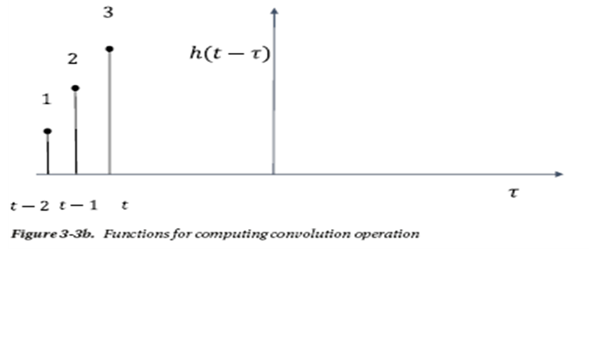 3
h(t − τ)
2
1
τ
t − 2 t − 1 t
Figure 3-3b. Functions for computing convolution operation